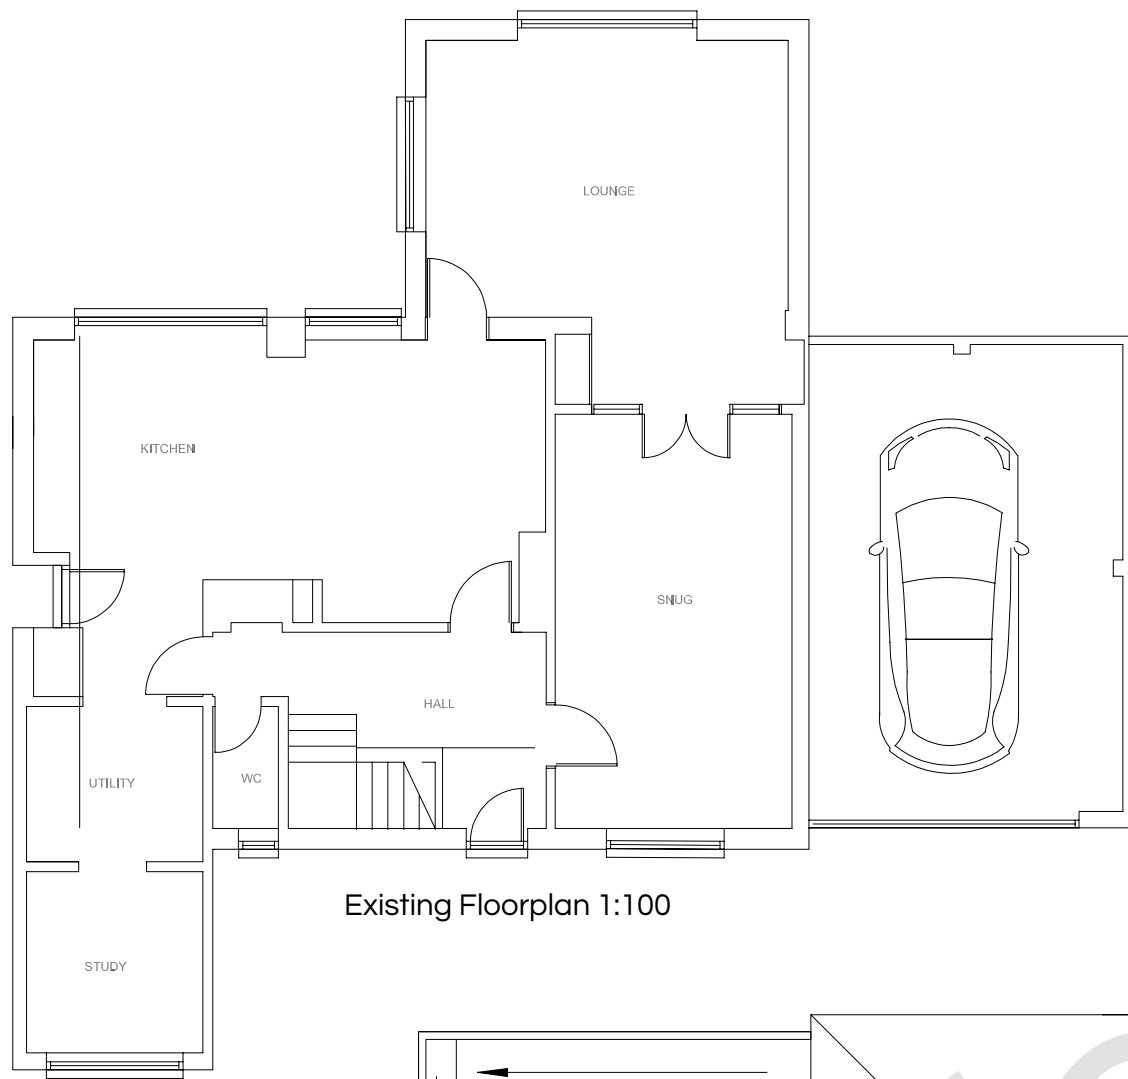 LOUNGE
KITCHEN
SNUG
HALL
WC
UTILITY
Existing Floorplan 1:100
STUDY